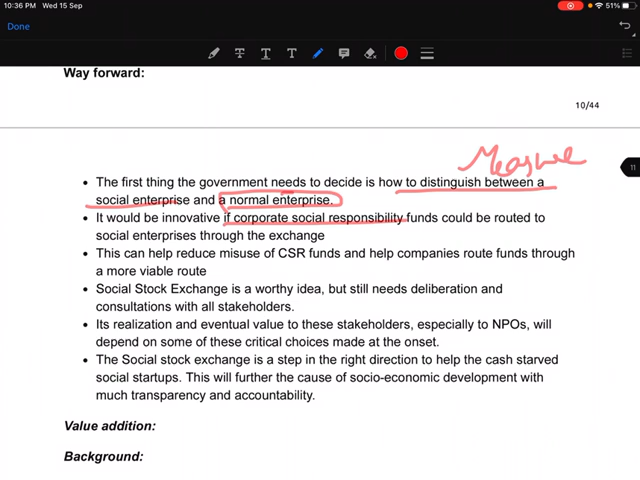 10:36 PM Wed 15 Sep
51%
Done
T T T
Way forward:
10/44
11
Measure
• The first thing the government needs to decide is how to distinguish between a
social enterprise and a normal enterprise.
• It would be innovative if corporate social responsibility funds could be routed to
social enterprises through the exchange
• This can help reduce misuse of CSR funds and help companies route funds through
a more viable route
• Social Stock Exchange is a worthy idea, but still needs deliberation and
consultations with all stakeholders.
• Its realization and eventual value to these stakeholders, especially to NPOs, will
depend on some of these critical choices made at the onset.
• The Social stock exchange is a step in the right direction to help the cash starved
social startups. This will further the cause of socio-economic development with
much transparency and accountability.
Value addition:
Background: